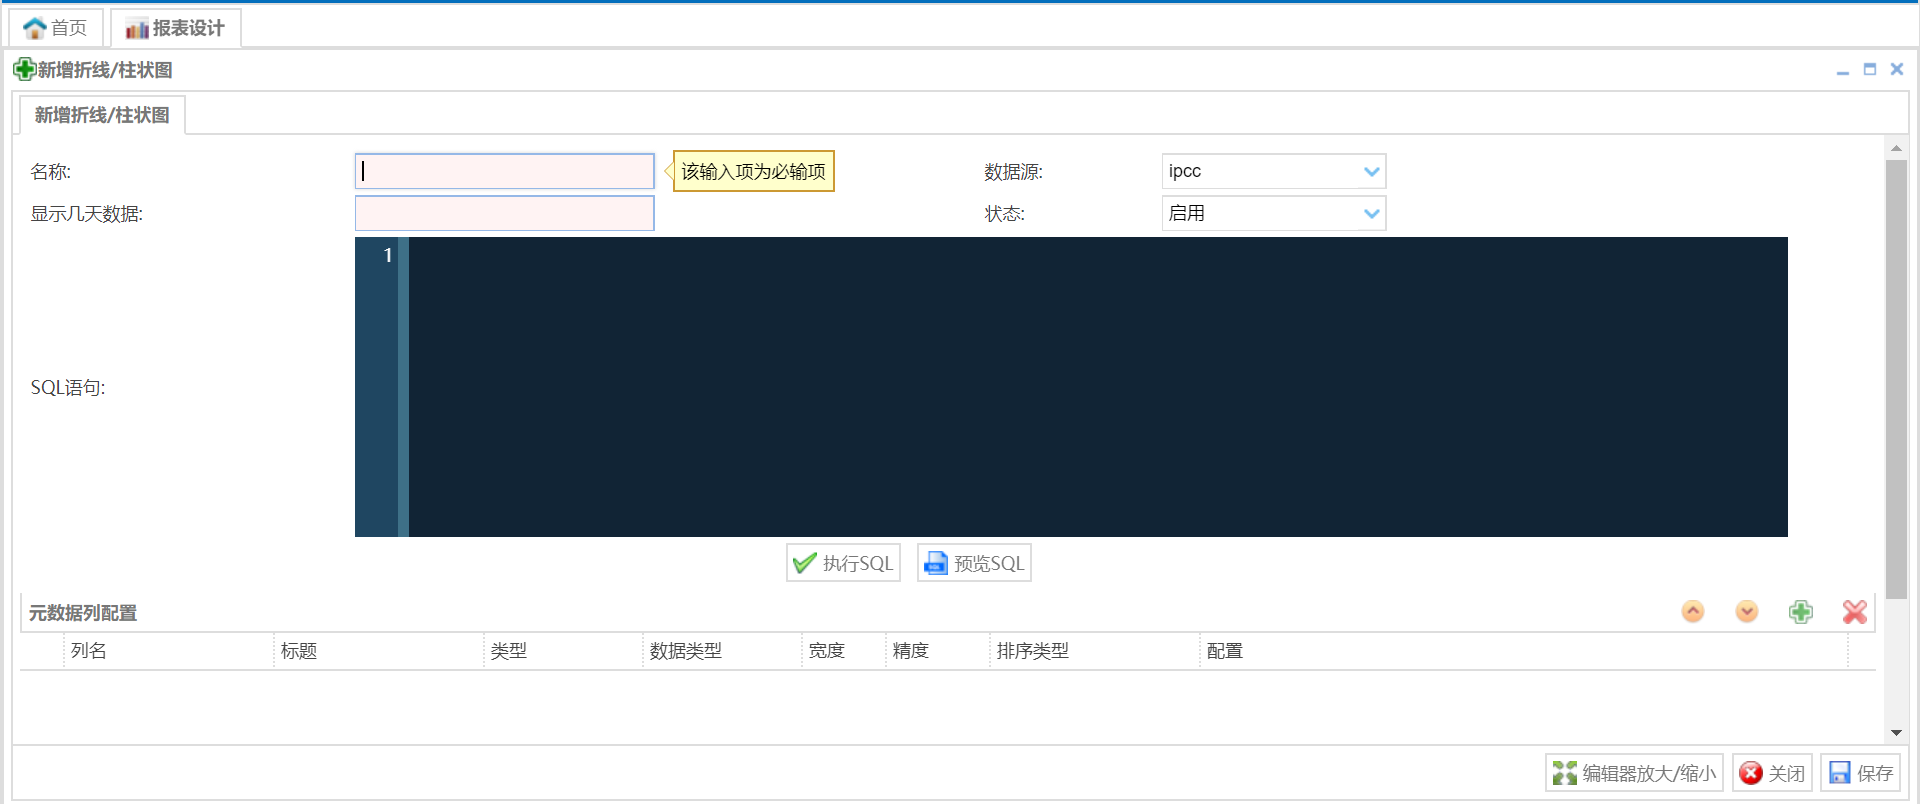 首页 报表设计
新增折线/柱状图
新增折线/柱状图
名称: 该输入项为必输项 数据源: ipcc
显示几天数据: 状态: 启用
1
SQL语句:
执行SQL 预览SQL
元数据列配置
列名 标题 类型 数据类型 宽度 精度 排序类型 配置
编辑器放大/缩小 关闭 保存